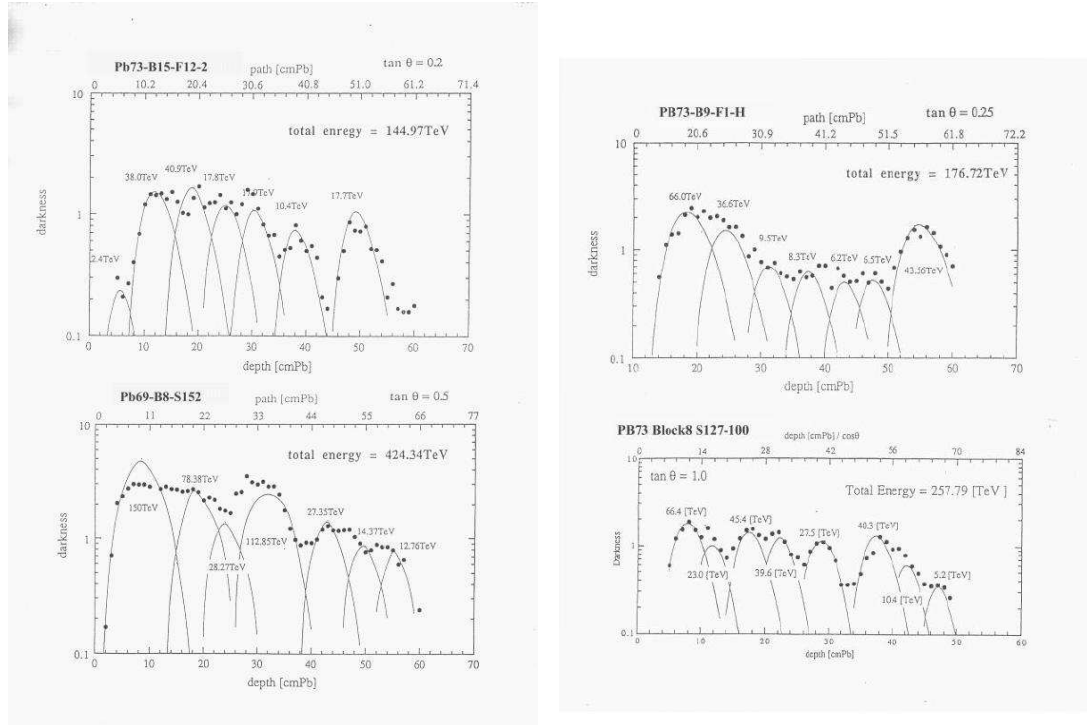 Pb73-B15-F12-2
path [cmPb]
tan θ = 0.2
0 10.2 20.4 30.6 40.8 51.0 61.2 71.4
10
total enregy = 144.97TeV
40.9TeV
38.0TeV
17.8TeV
17.7TeV
10.4TeV
2.4TeV
darkness
1
0.1
0 10 20 30 40 50 60 70
depth [cmPb]
Pb69-B8-S152
path [cmPb]
tan θ = 0.5
0 11 22 33 44 55 66 77
10
total energy = 424.34TeV
78.38TeV
150TeV
27.35TeV
14.37TeV
112.85TeV
12.76TeV
28.27TeV
darkness
1
0.1
0 10 20 30 40 50 60 70
depth [cmPb]
PB73-B9-F1-H
path [cmPb]
tan θ = 0.25
0 20.6 30.9 41.2 51.5 61.8 72.2
10
total energy = 176.72TeV
66.0TeV
36.6TeV
9.5TeV
8.3TeV
6.2TeV
6.5TeV
43.56TeV
darkness
1
0.1
10 20 30 40 50 60 70
depth [cmPb]
PB73 Block8 S127-100
depth [cmPb] / cosθ
0 14 28 42 56 70 84
10
tan θ = 1.0
Total Energy = 257.79 [TeV ]
66.4 [TeV]
45.4 [TeV]
27.5 [TeV]
40.3 [TeV]
23.0 [TeV]
39.6 [TeV]
5.2 [TeV]
10.4 [TeV]
Darkness
1
0.1
0 10 20 30 40 50 60
depth [cmPb]